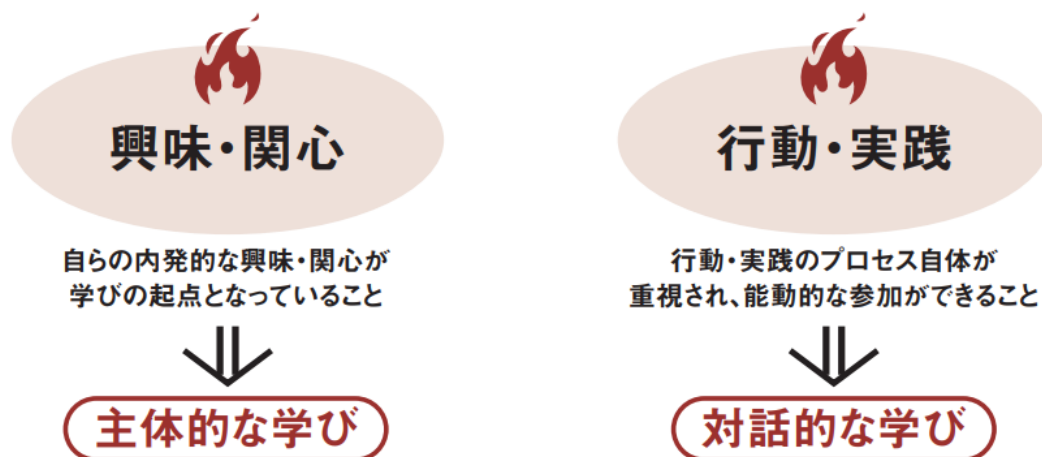 興味・関心
自らの内発的な興味・関心が
学びの起点となっていること
主体的な学び
行動・実践
行動・実践のプロセス自体が
重視され、能動的な参加ができること
対話的な学び